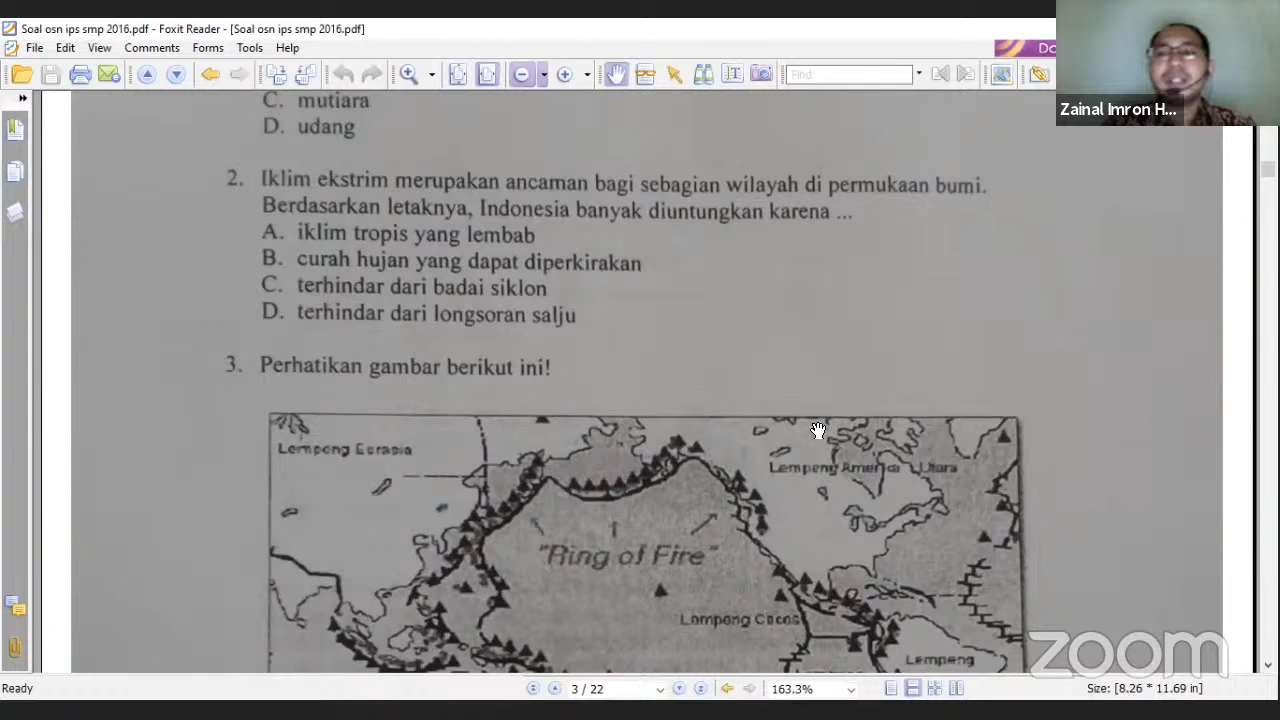 Soal osn ips smp 2016.pdf - Foxit Reader - [Soal osn ips smp 2016.pdf]
File Edit View Comments Forms Tools Help
Do
Find
Zainal Imron H...
C. mutiara
D. udang
2. Iklim ekstrim merupakan ancaman bagi sebagian wilayah di permukaan bumi.
Berdasarkan letaknya, Indonesia banyak diuntungkan karena ...
A. iklim tropis yang lembab
B. curah hujan yang dapat diperkirakan
C. terhindar dari badai siklon
D. terhindar dari longsoran salju
3. Perhatikan gambar berikut ini!
Lempeng Eurasia
Lempeng America Utara
"Ring of Fire"
Lempeng Cocos
Lempeng
zoom
Ready
3 / 22
163.3%
Size: [8.26 * 11.69 in]